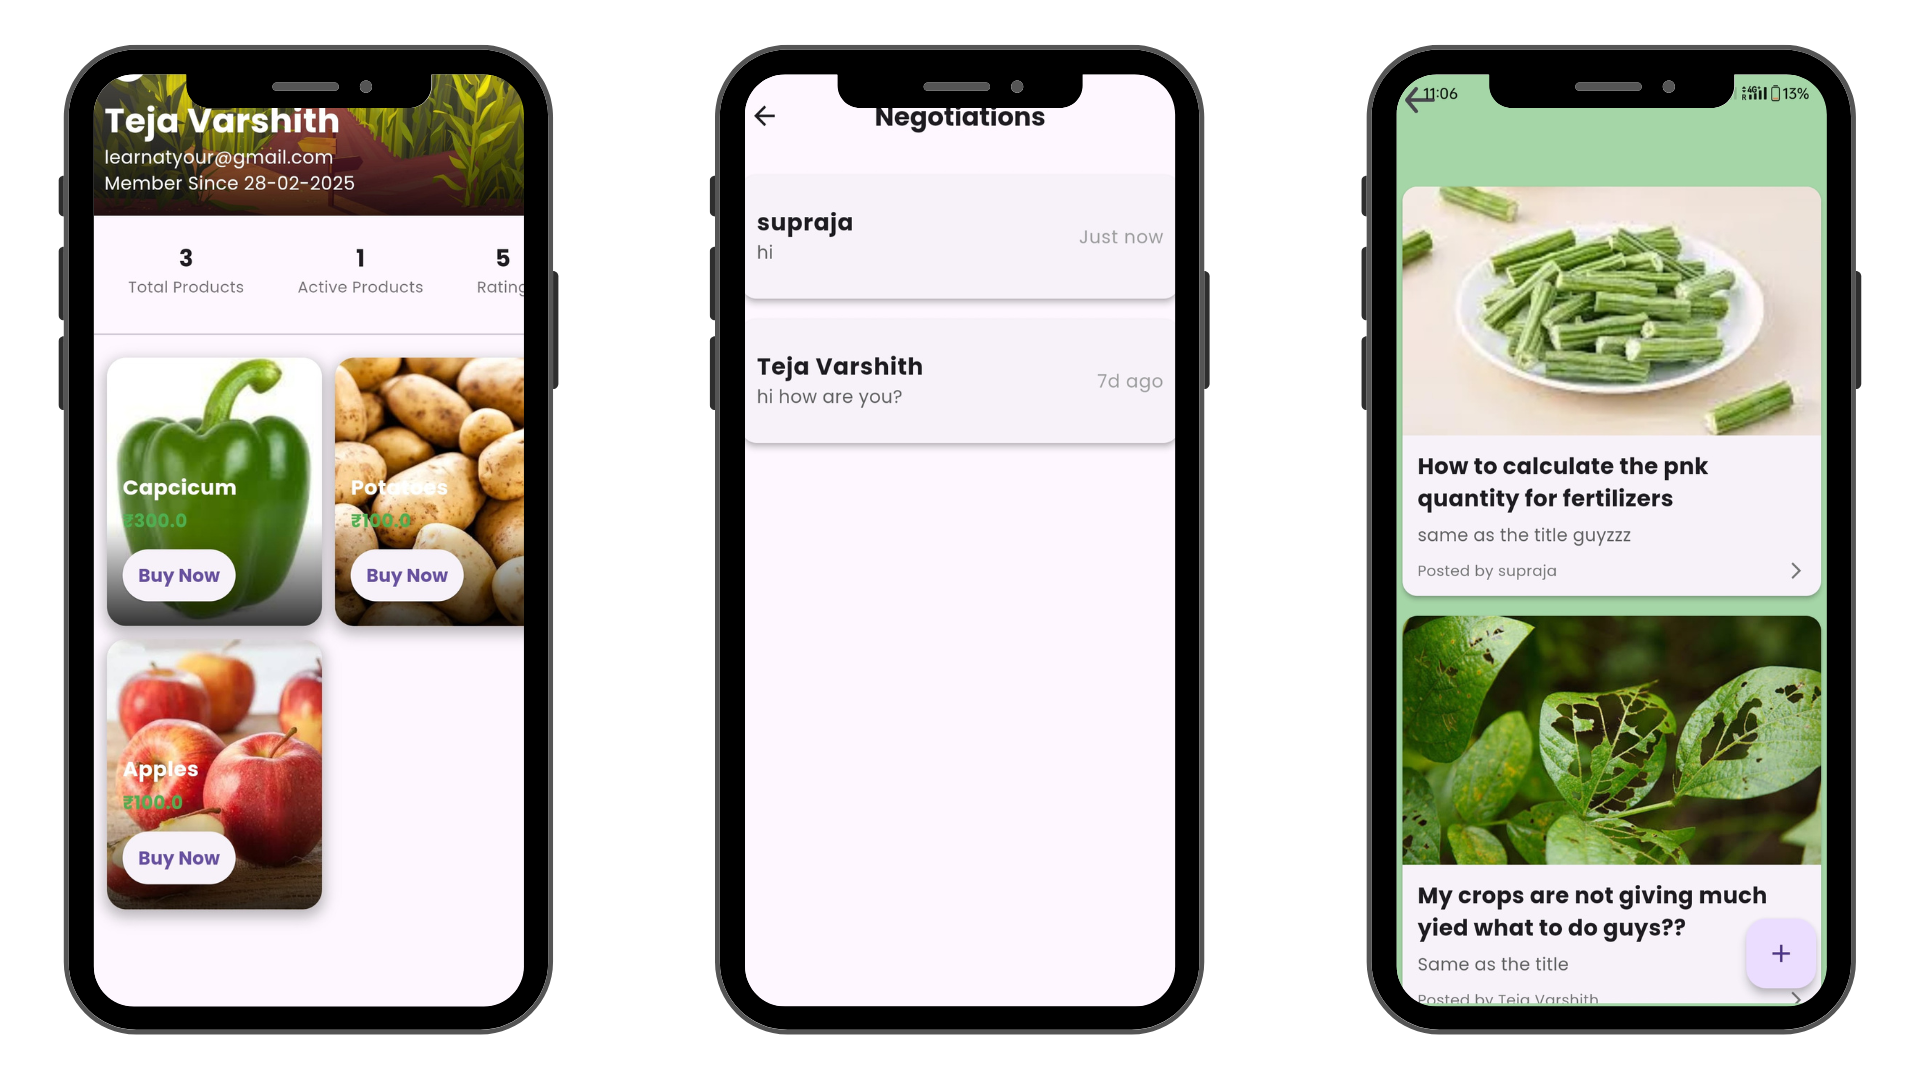 Teja Varshith
learnatyour@gmail.com
Member Since 28-02-2025
3
Total Products
1
Active Products
5
Rating
Capcicum
₹300.0
Buy Now
Potatoes
₹100.0
Buy Now
Apples
₹100.0
Buy Now
Negotiations
supraja
hi
Just now
Teja Varshith
hi how are you?
7d ago
11:06
4G
R
13%
How to calculate the pnk
quantity for fertilizers
same as the title guyzzz
Posted by supraja
My crops are not giving much
yied what to do guys??
Same as the title
Posted by Teja Varshith
+